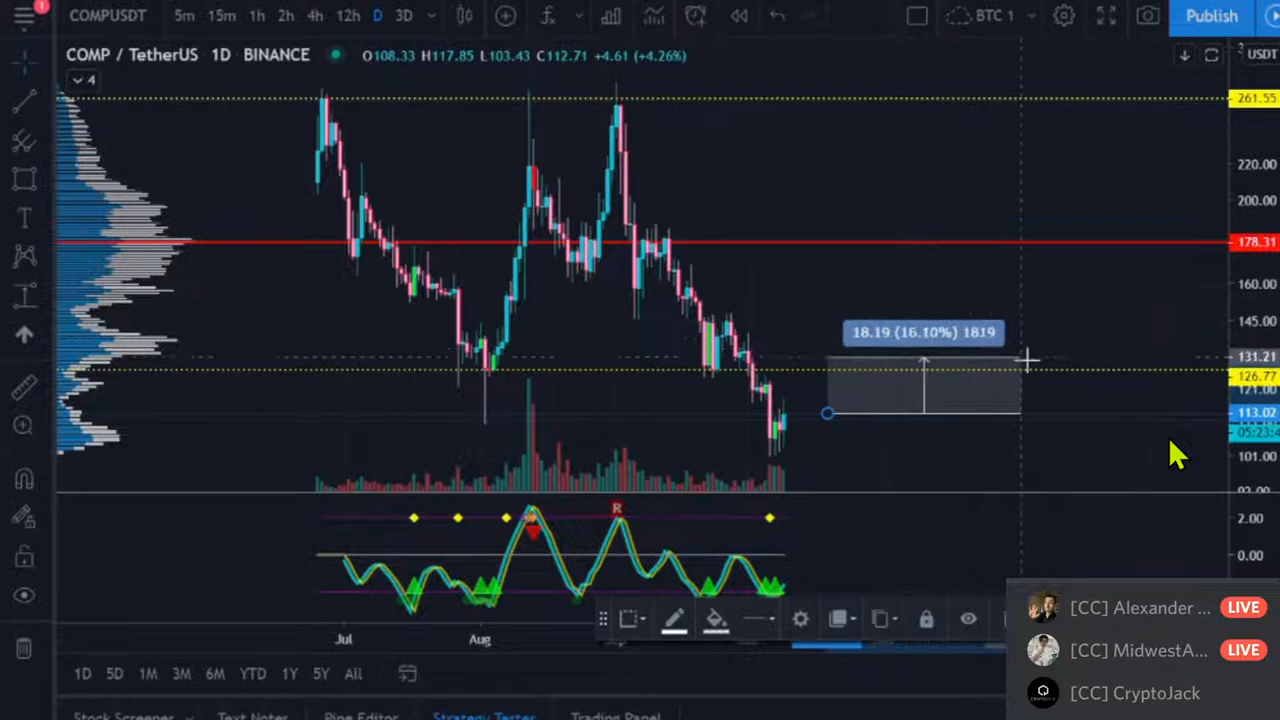 1
COMPUSDT 5m 15m 1h 2h 4h 12h D 3D BTC 1 Publish
COMP / TetherUS 1D BINANCE O108.33 H117.85 L103.43 C112.71 +4.61 (+4.26%) USDT
4
261.55
220.00
200.00
178.31
160.00
145.00
18.19 (16.10%) 1819
131.21
126.77
121.00
113.02
05:23:4
101.00
R
2.00
0.00
[CC] Alexander ... LIVE
Jul Aug
[CC] MidwestA... LIVE
1D 5D 1M 3M 6M YTD 1Y 5Y All
[CC] CryptoJack
Stock Screener Text Notes Pine Editor Strategy Tester Trading Panel